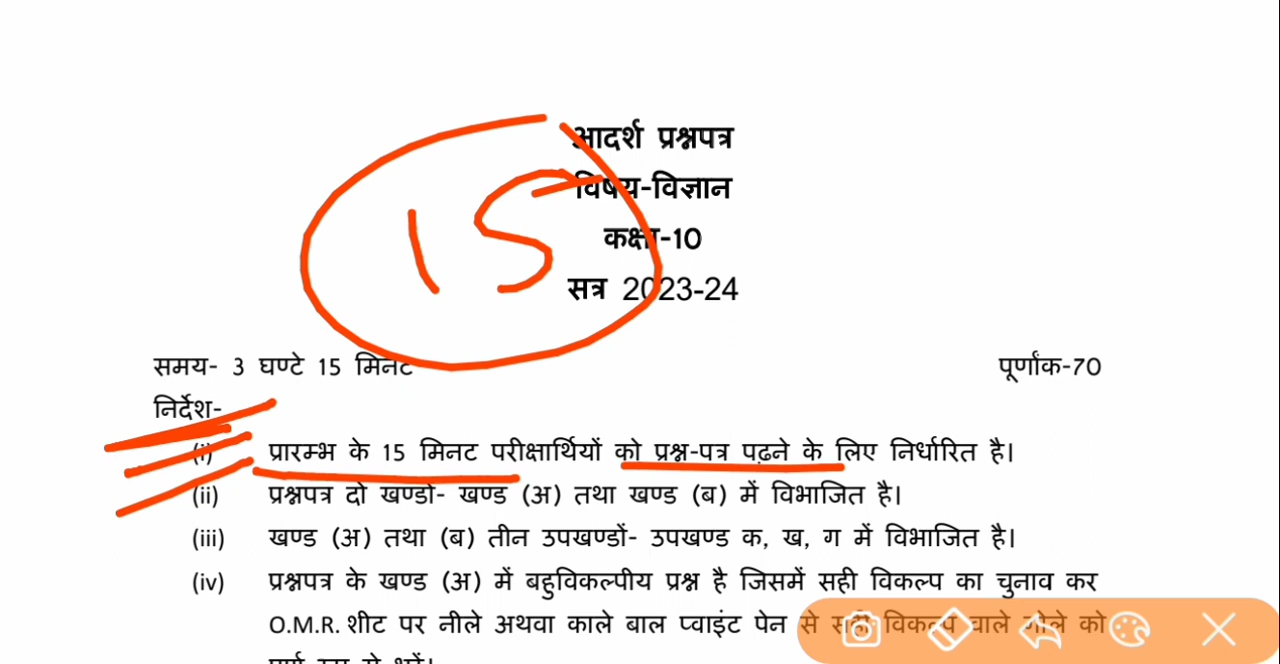 आदर्श प्रश्नपत्र
विषय-विज्ञान
कक्षा-10
सत्र 2023-24
15
समय- 3 घण्टे 15 मिनट
पूर्णांक-70
निर्देश-
(i) प्रारम्भ के 15 मिनट परीक्षार्थियों को प्रश्न-पत्र पढ़ने के लिए निर्धारित है।
(ii) प्रश्नपत्र दो खण्डो- खण्ड (अ) तथा खण्ड (ब) में विभाजित है।
(iii) खण्ड (अ) तथा (ब) तीन उपखण्डों- उपखण्ड क, ख, ग में विभाजित है।
(iv) प्रश्नपत्र के खण्ड (अ) में बहुविकल्पीय प्रश्न है जिसमें सही विकल्प का चुनाव कर
O.M.R. शीट पर नीले अथवा काले बाल प्वाइंट पेन से सही विकल्प वाले गोले को